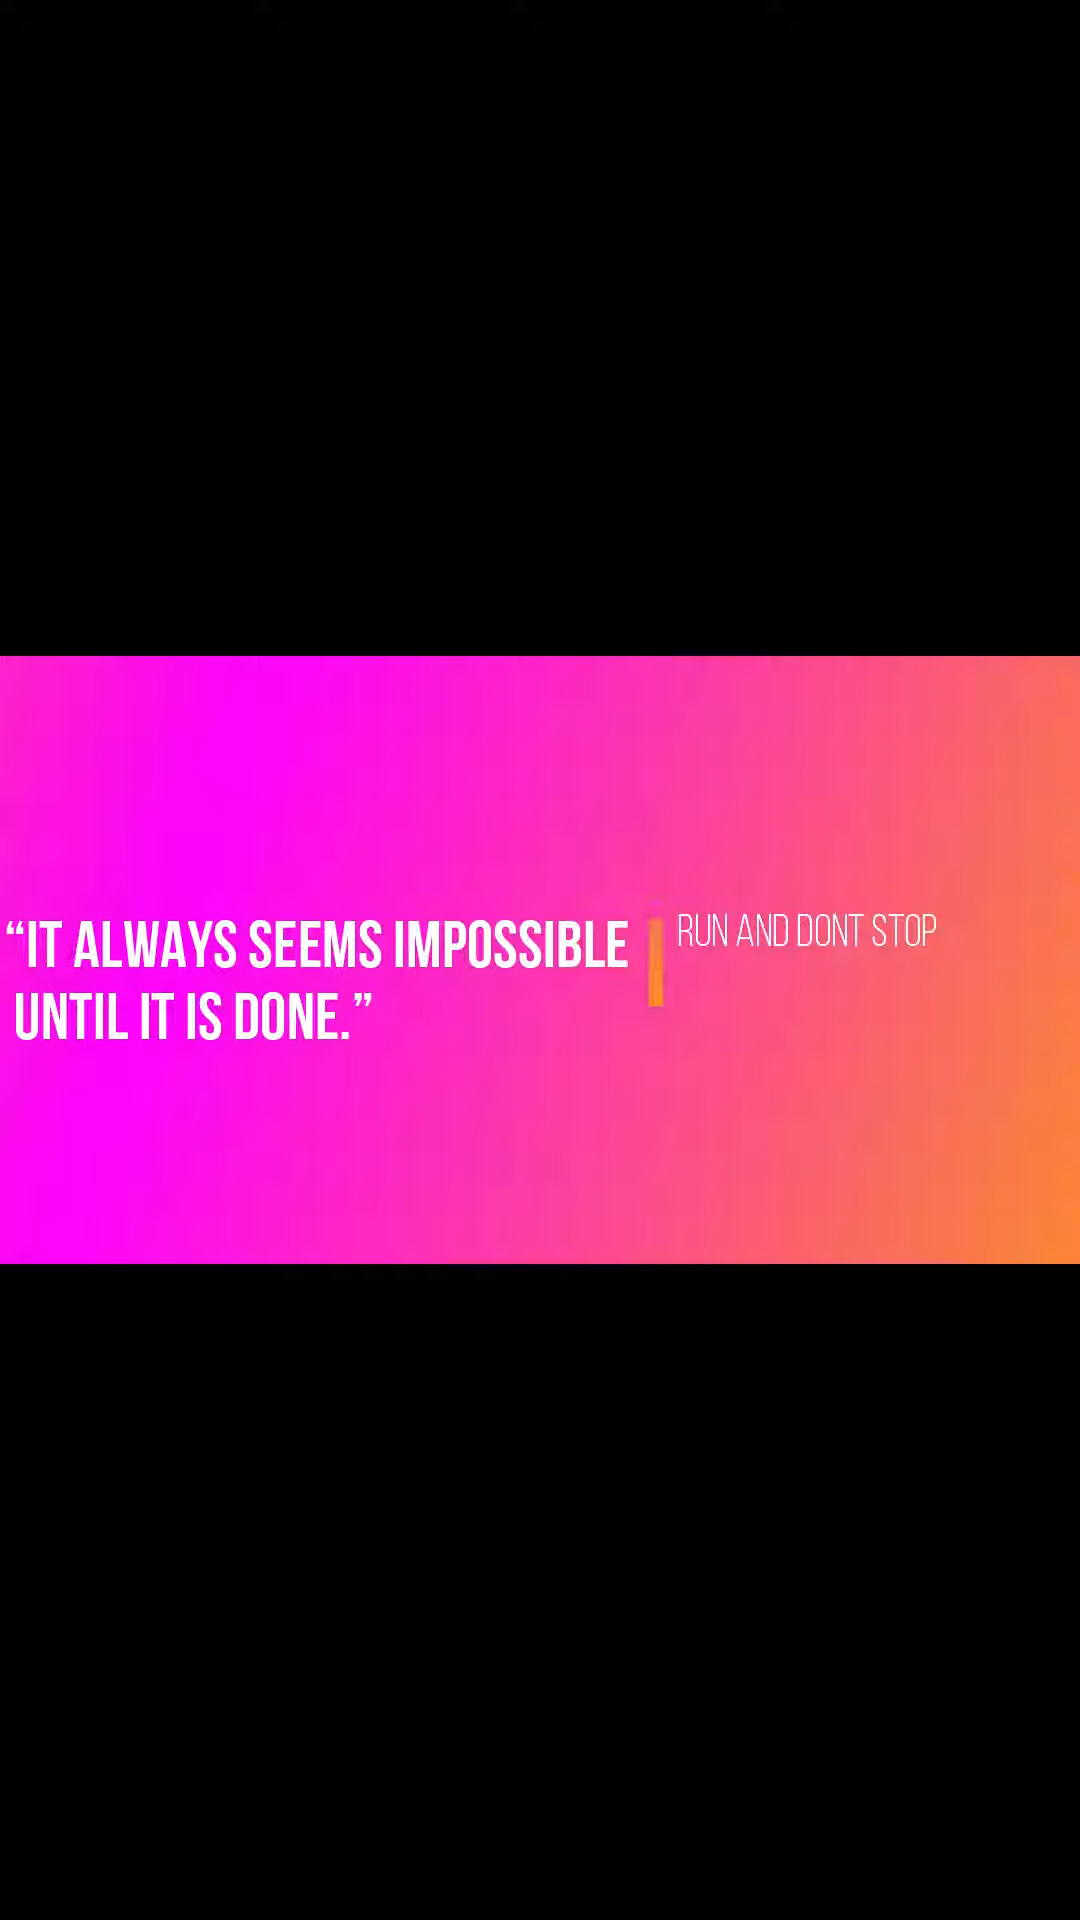 “IT ALWAYS SEEMS IMPOSSIBLE
UNTIL IT IS DONE.”
RUN AND DONT STOP